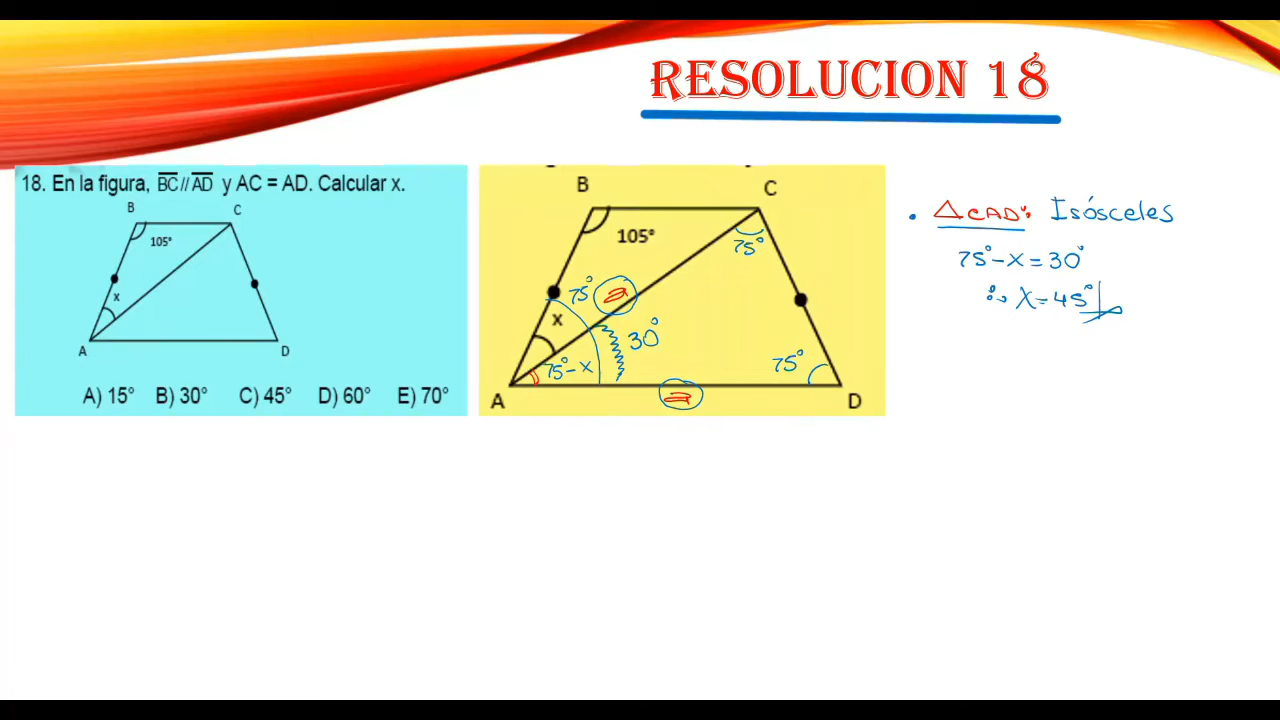 RESOLUCION 18
18. En la figura, BC // AD y AC = AD. Calcular x.
B
C
105°
x
A
D
A) 15° B) 30° C) 45° D) 60° E) 70°
B
C
105°
75°
75°
x
30°
75°-x
75°
A
D
• △CAD: Isósceles
75°-x=30°
∴ x=45°